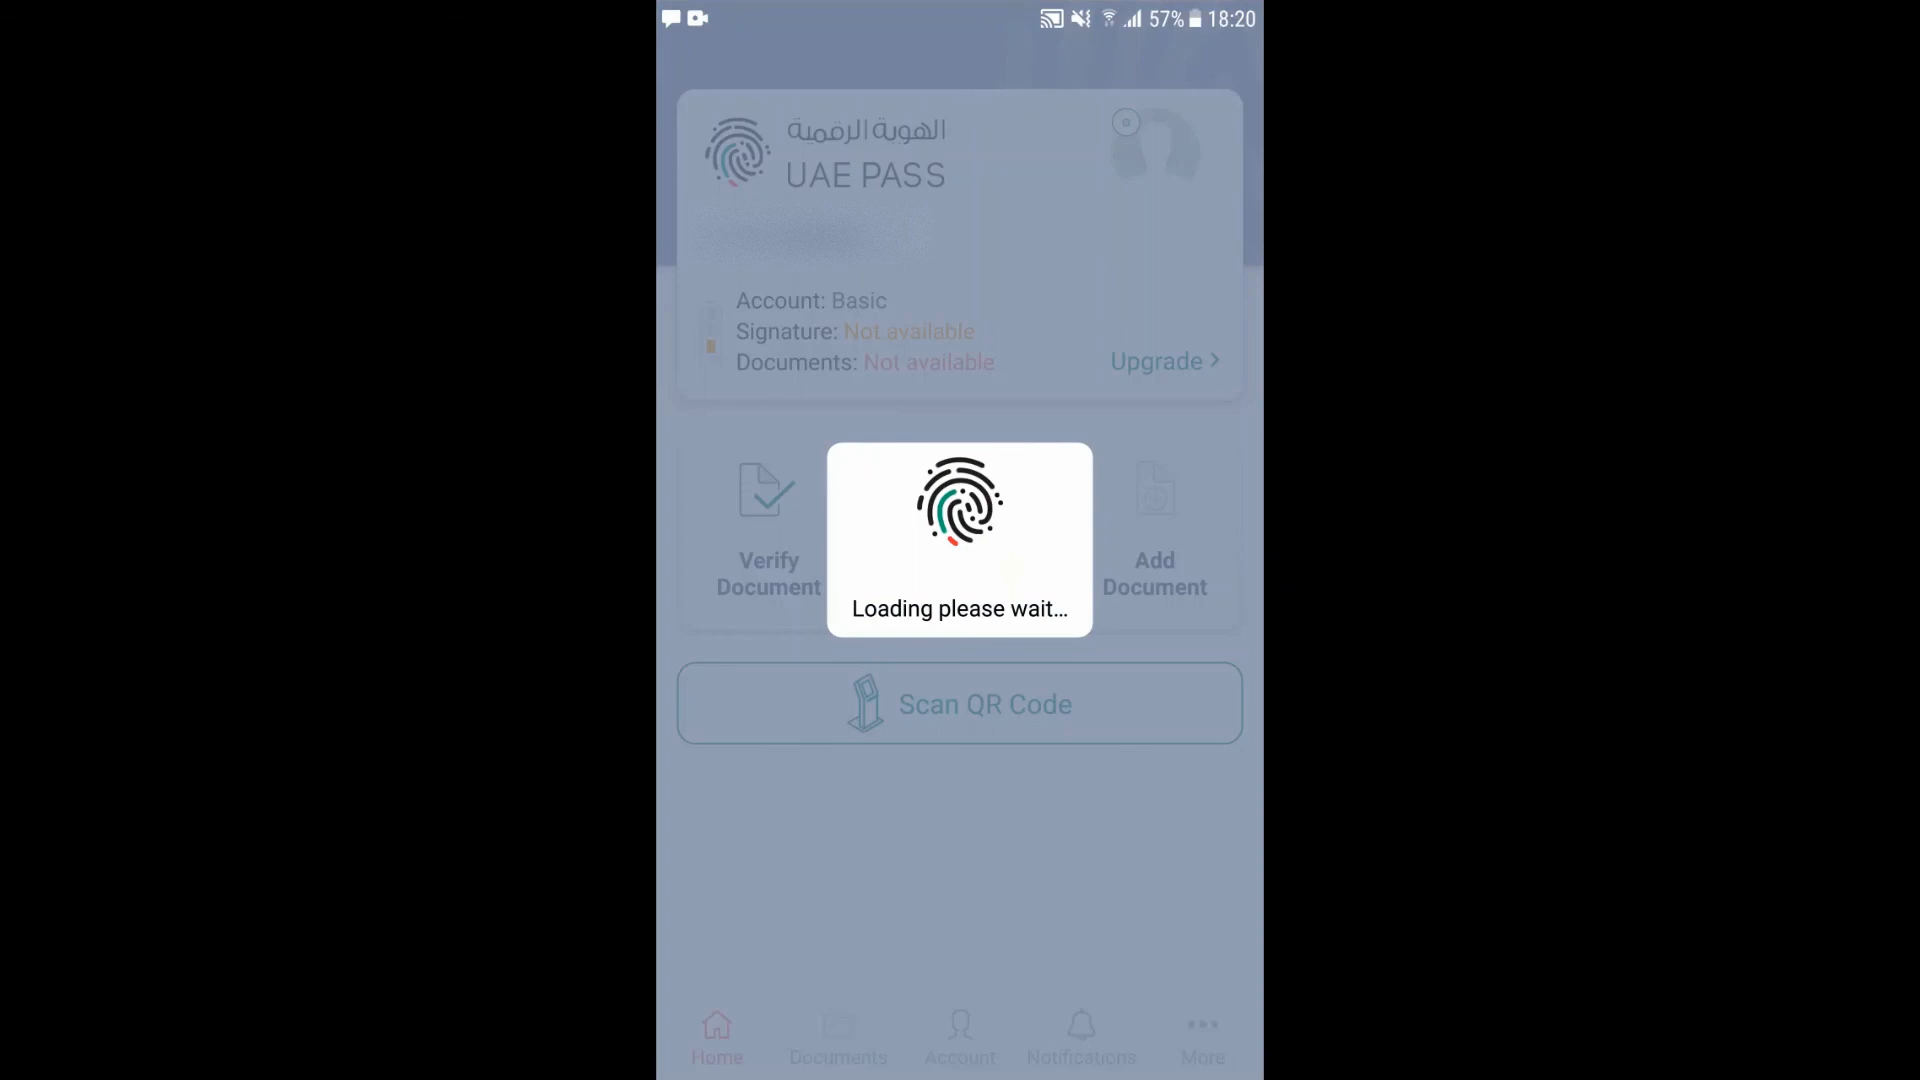 57% 18:20
الهوية الرقمية
UAE PASS
Account: Basic
Signature: Not available
Documents: Not available
Upgrade >
Verify
Document
Add
Document
Loading please wait...
Scan QR Code
Home
Documents
Account
Notifications
More